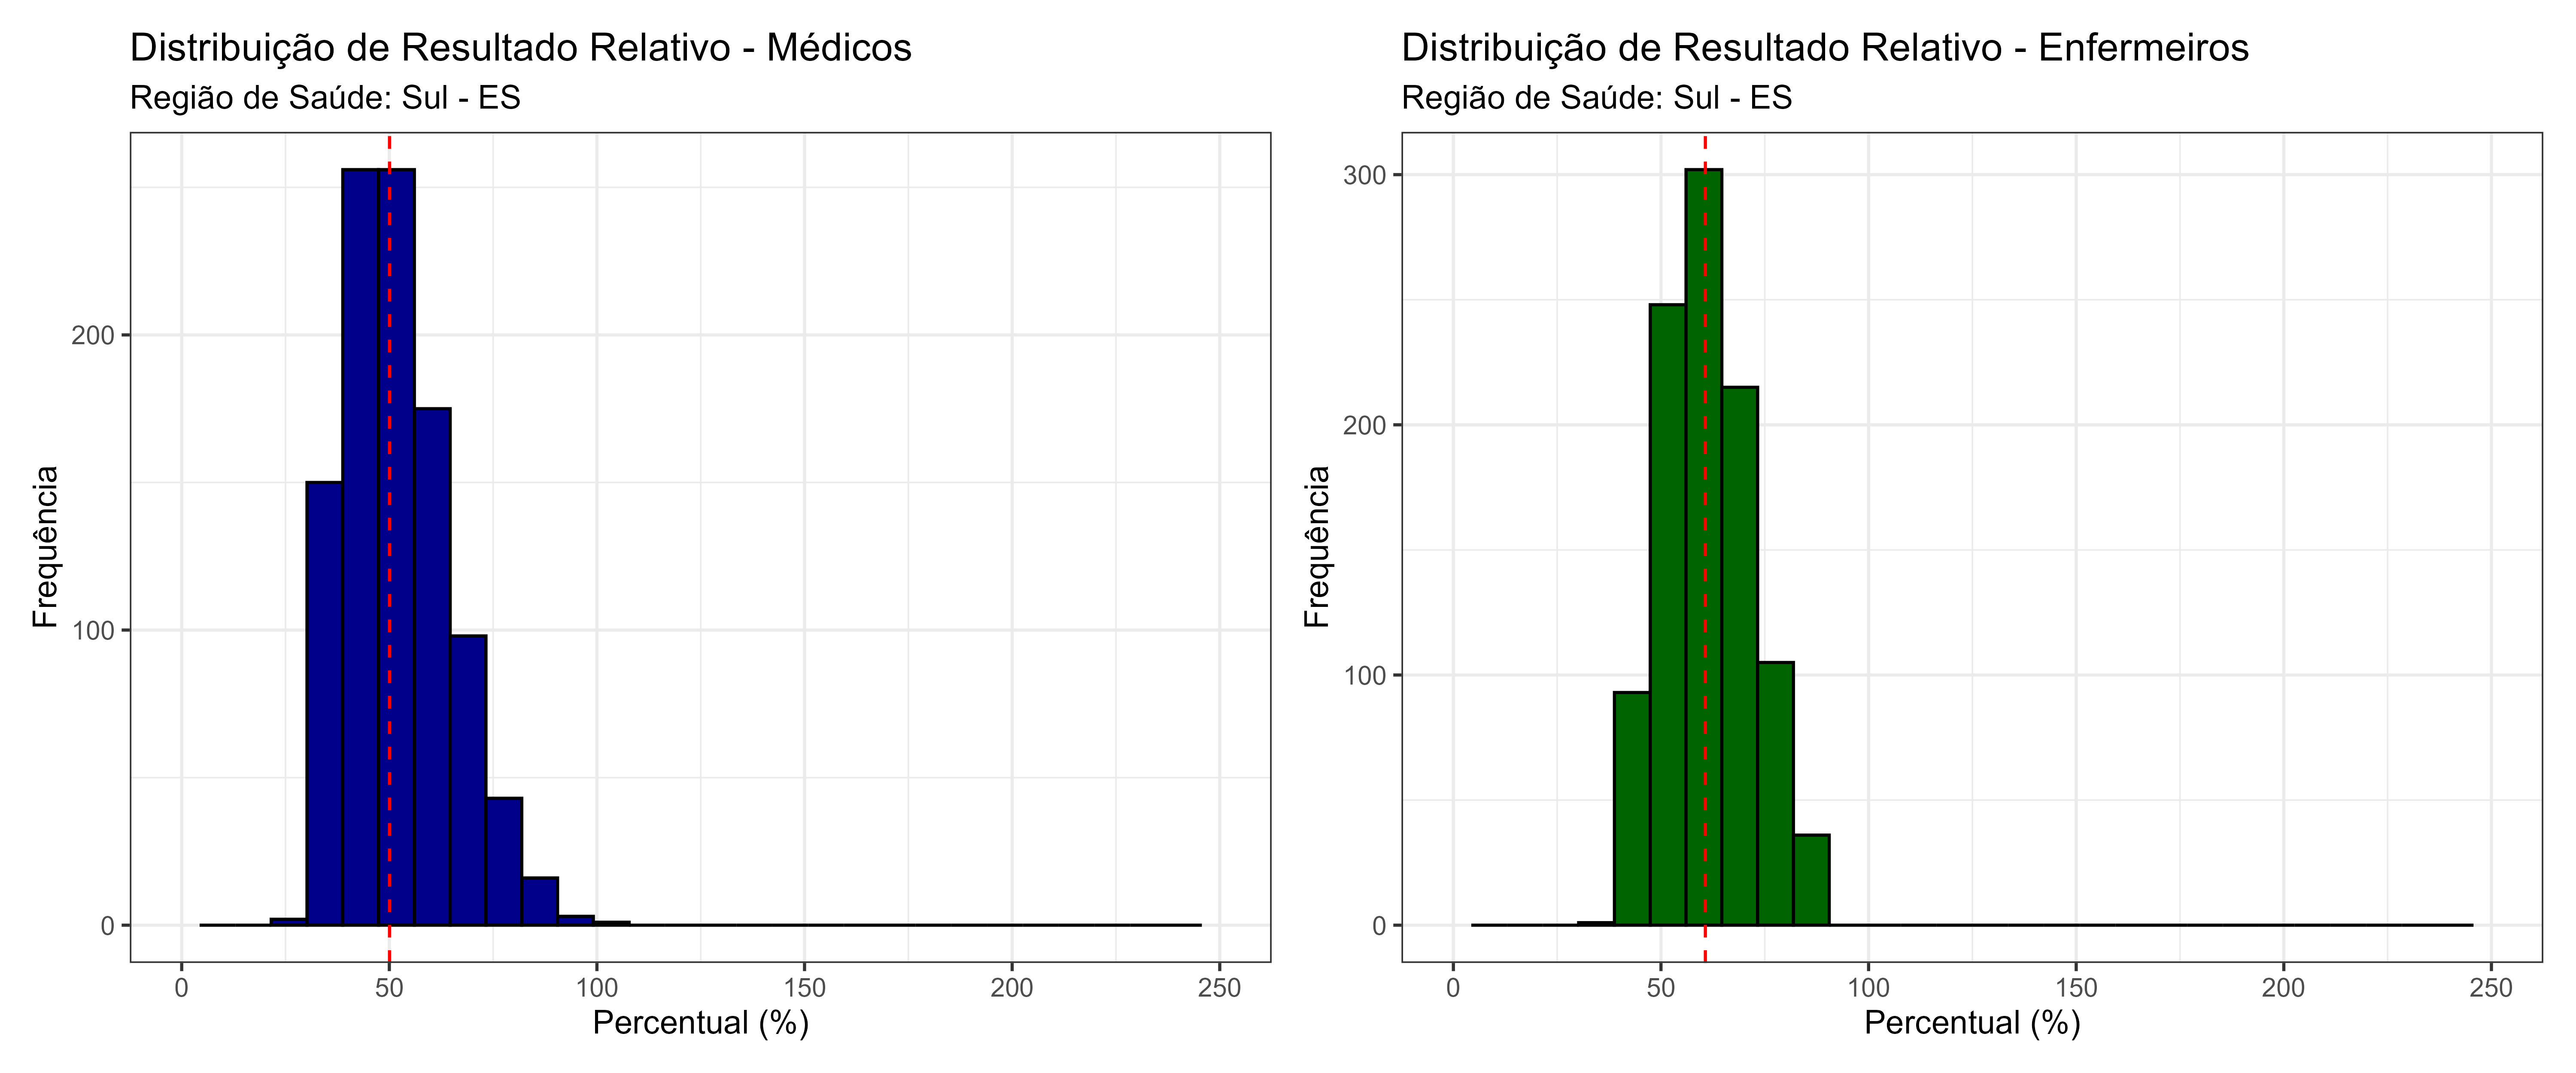 Distribuição de Resultado Relativo - Médicos
Região de Saúde: Sul - ES
Frequência
200
100
0
0 50 100 150 200 250
Percentual (%)
Distribuição de Resultado Relativo - Enfermeiros
Região de Saúde: Sul - ES
Frequência
300
200
100
0
0 50 100 150 200 250
Percentual (%)